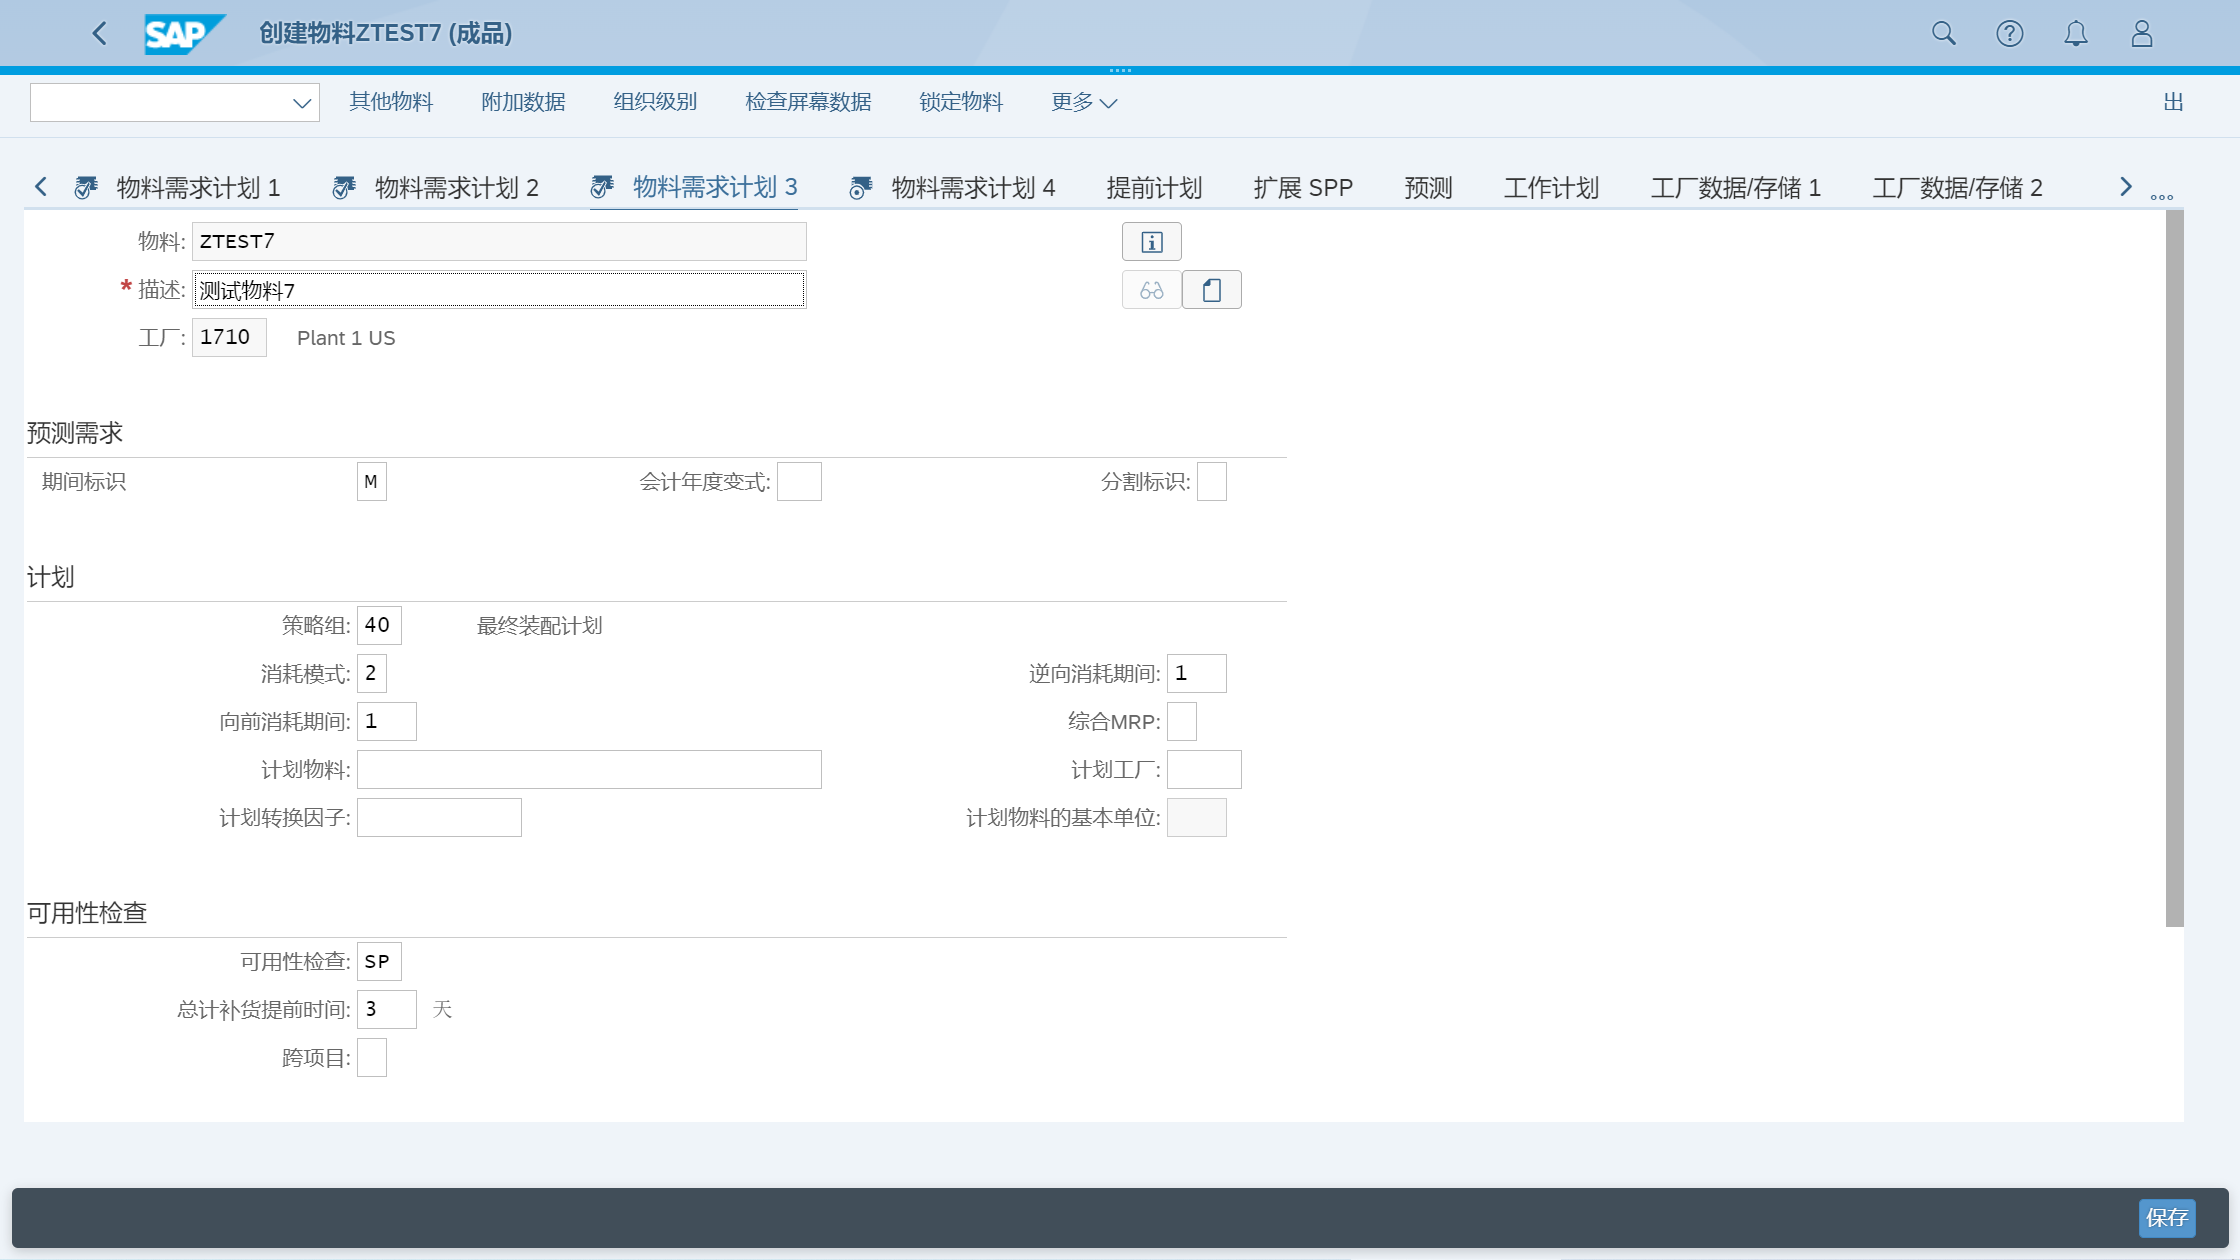 SAP 创建物料ZTEST7 (成品)
其他物料 附加数据 组织级别 检查屏幕数据 锁定物料 更多 出
物料需求计划 1 物料需求计划 2 物料需求计划 3 物料需求计划 4 提前计划 扩展 SPP 预测 工作计划 工厂数据/存储 1 工厂数据/存储 2
物料: ZTEST7
* 描述: 测试物料7
工厂: 1710 Plant 1 US
预测需求
期间标识 M 会计年度变式: 分割标识:
计划
策略组: 40 最终装配计划
消耗模式: 2 逆向消耗期间: 1
向前消耗期间: 1 综合MRP:
计划物料: 计划工厂:
计划转换因子: 计划物料的基本单位:
可用性检查
可用性检查: SP
总计补货提前时间: 3 天
跨项目:
保存